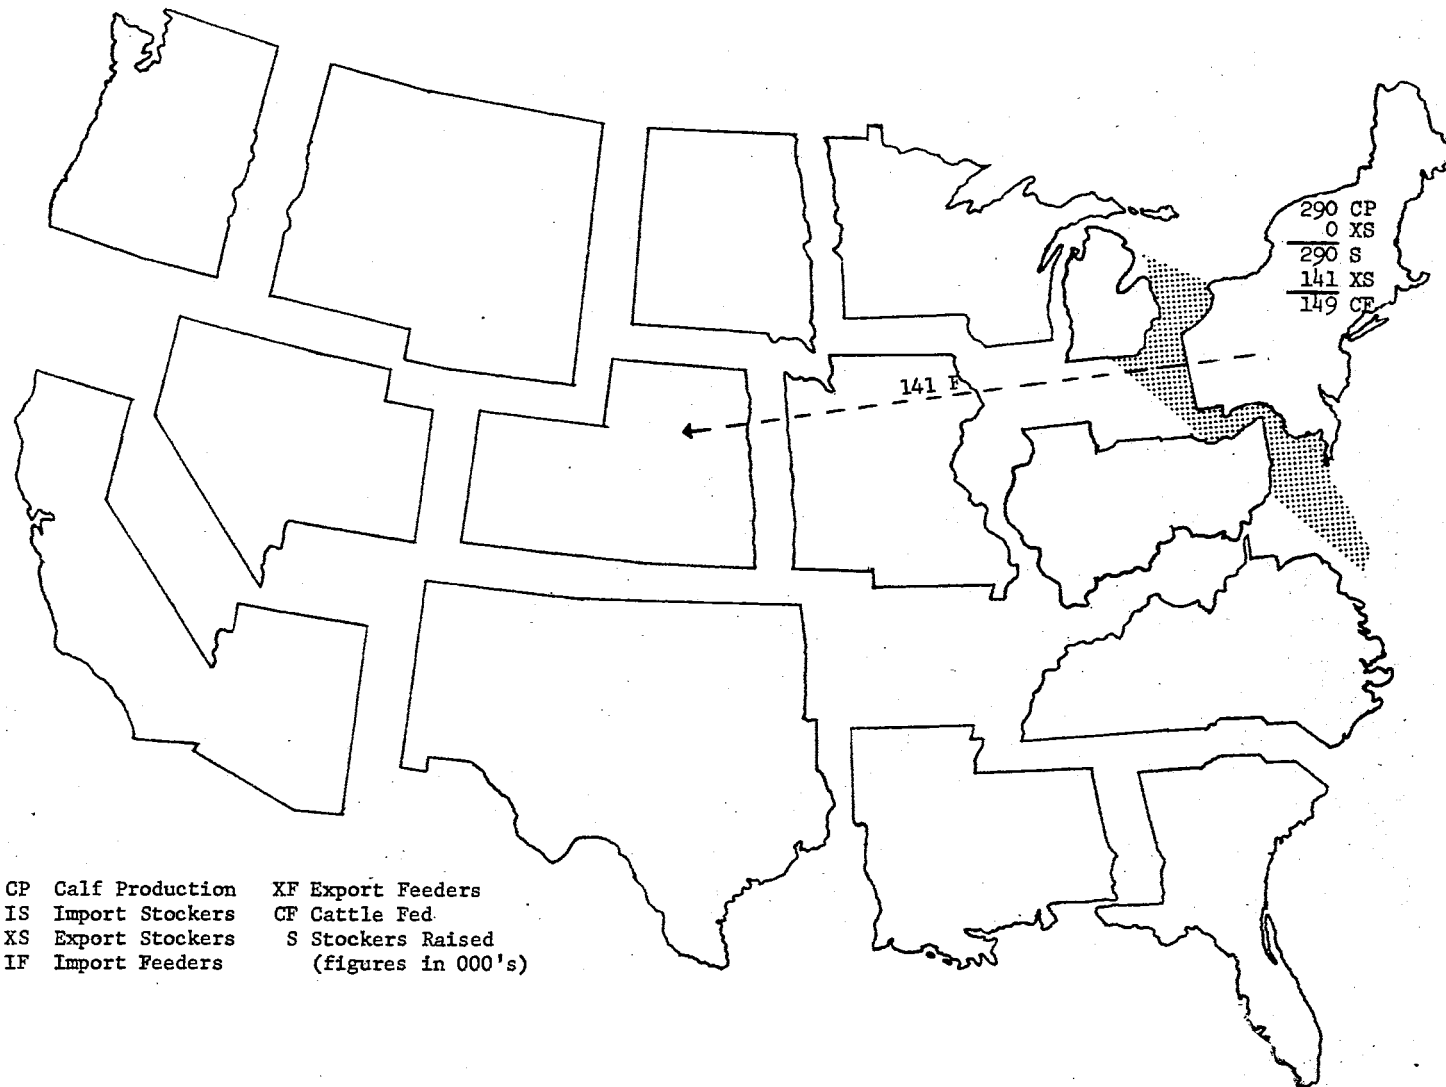 290 CP
0 XS
290 S
141 XS
149 CF
141 F
CP Calf Production XF Export Feeders
IS Import Stockers CF Cattle Fed
XS Export Stockers S Stockers Raised
IF Import Feeders (figures in 000's)